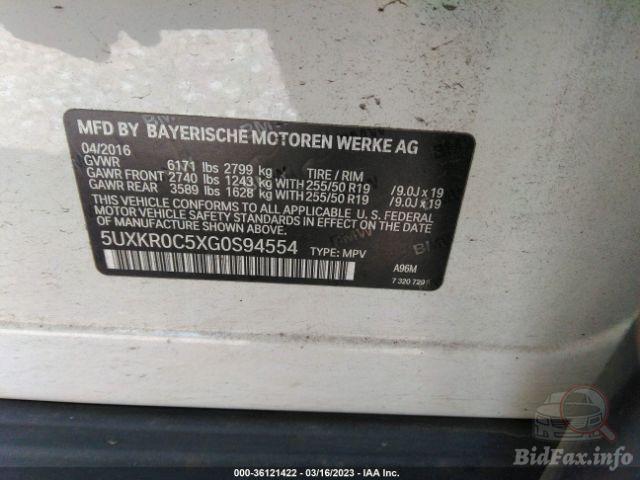 MFD BY BAYERISCHE MOTOREN WERKE AG
04/2016
GVWR 6171 lbs 2799 kg TIRE / RIM
GAWR FRONT 2740 lbs 1243 kg WITH 255/50 R19 / 9.0J x 19
GAWR REAR 3589 lbs 1628 kg WITH 255/50 R19 / 9.0J x 19
THIS VEHICLE CONFORMS TO ALL APPLICABLE U. S. FEDERAL
MOTOR VEHICLE SAFETY STANDARDS IN EFFECT ON THE DATE
OF MANUFACTURE SHOWN ABOVE.
5UXKR0C5XG0S94554 TYPE: MPV
A96M
7 320 729
BidFax.info
000-36121422 - 03/16/2023 - IAA Inc.